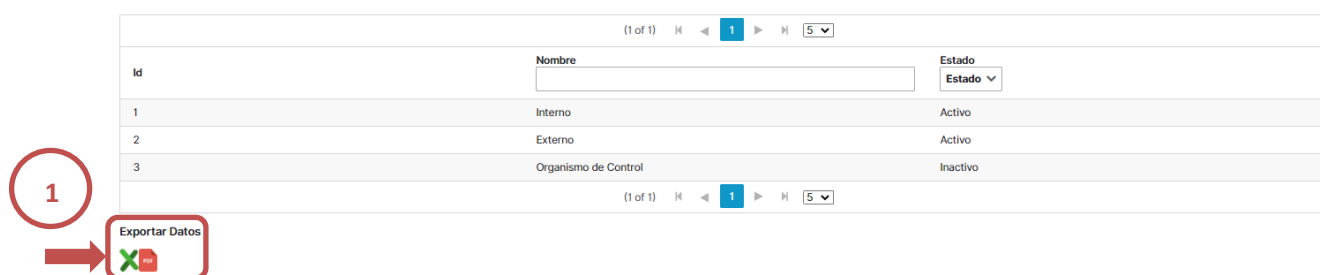 (1 of 1) 1 5
Id Nombre Estado
Estado
1 Interno Activo
2 Externo Activo
3 Organismo de Control Inactivo
(1 of 1) 1 5
1
Exportar Datos
PDF